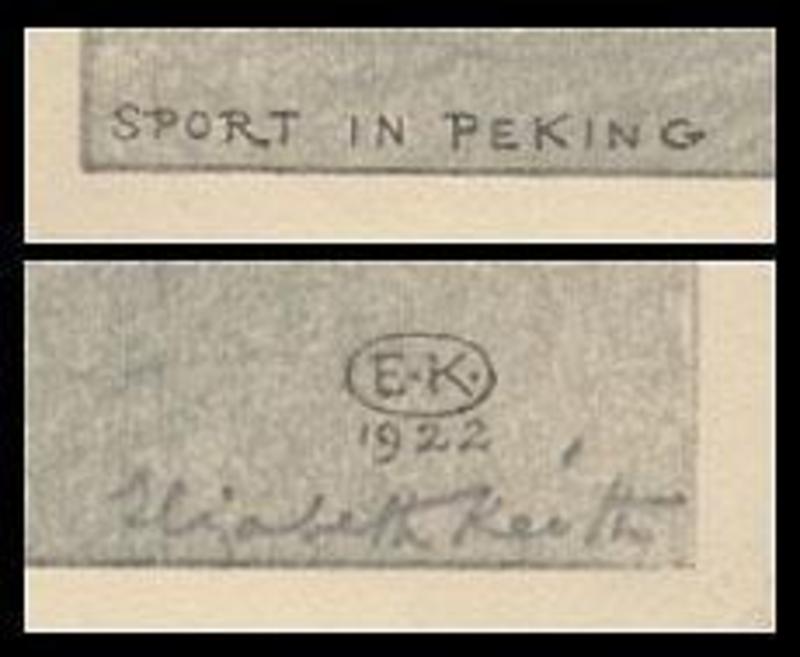 SPORT IN PEKING
E·K·
1922
Elizabeth Keith